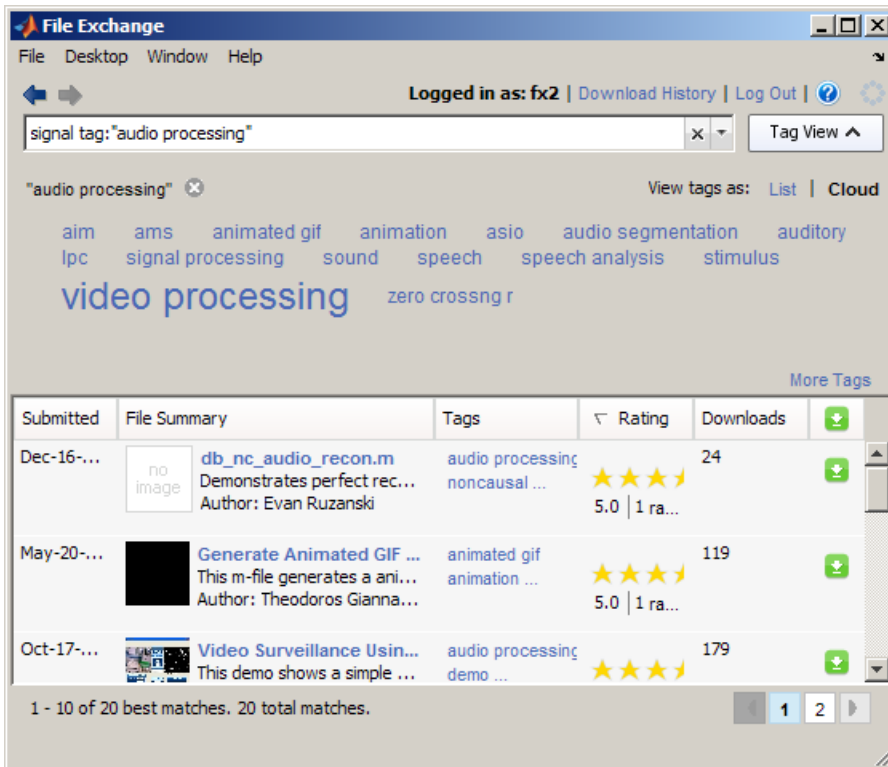 File Exchange
File Desktop Window Help
Logged in as: fx2 | Download History | Log Out | ?
signal tag:"audio processing" x Tag View
"audio processing" View tags as: List | Cloud
aim ams animated gif animation asio audio segmentation auditory
lpc signal processing sound speech speech analysis stimulus
video processing zero crossng r
More Tags
Submitted File Summary Tags Rating Downloads
Dec-16-... no image db_nc_audio_recon.m audio processing 24
Demonstrates perfect rec... noncausal ...
Author: Evan Ruzanski 5.0 | 1 ra...
May-20-... Generate Animated GIF ... animated gif 119
This m-file generates a ani... animation ...
Author: Theodoros Gianna... 5.0 | 1 ra...
Oct-17-... Video Surveillance Usin... audio processing 179
This demo shows a simple ... demo ...
1 - 10 of 20 best matches. 20 total matches. 1 2